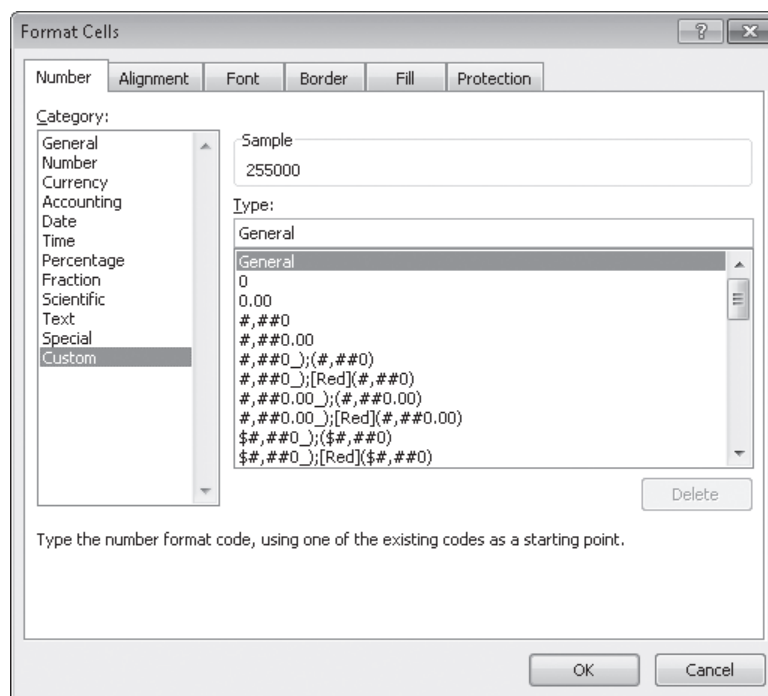 Format Cells
Number Alignment Font Border Fill Protection
Category:
General
Number
Currency
Accounting
Date
Time
Percentage
Fraction
Scientific
Text
Special
Custom
Sample
255000
Type:
General
General
0
0.00
#,##0
#,##0.00
#,##0_);(#,##0)
#,##0_);[Red](#,##0)
#,##0.00_);(#,##0.00)
#,##0.00_);[Red](#,##0.00)
$#,##0_);($#,##0)
$#,##0_);[Red]($#,##0)
Delete
Type the number format code, using one of the existing codes as a starting point.
OK Cancel